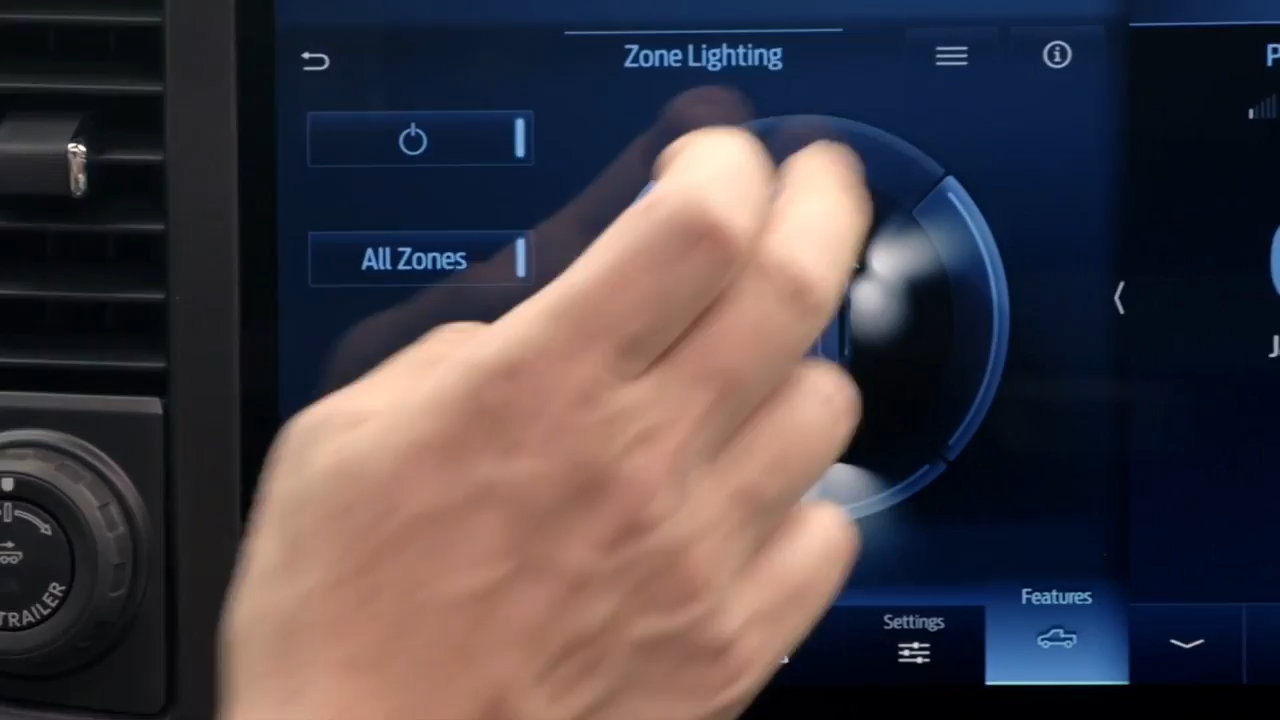 Zone Lighting
All Zones
Settings
Features
TRAILER